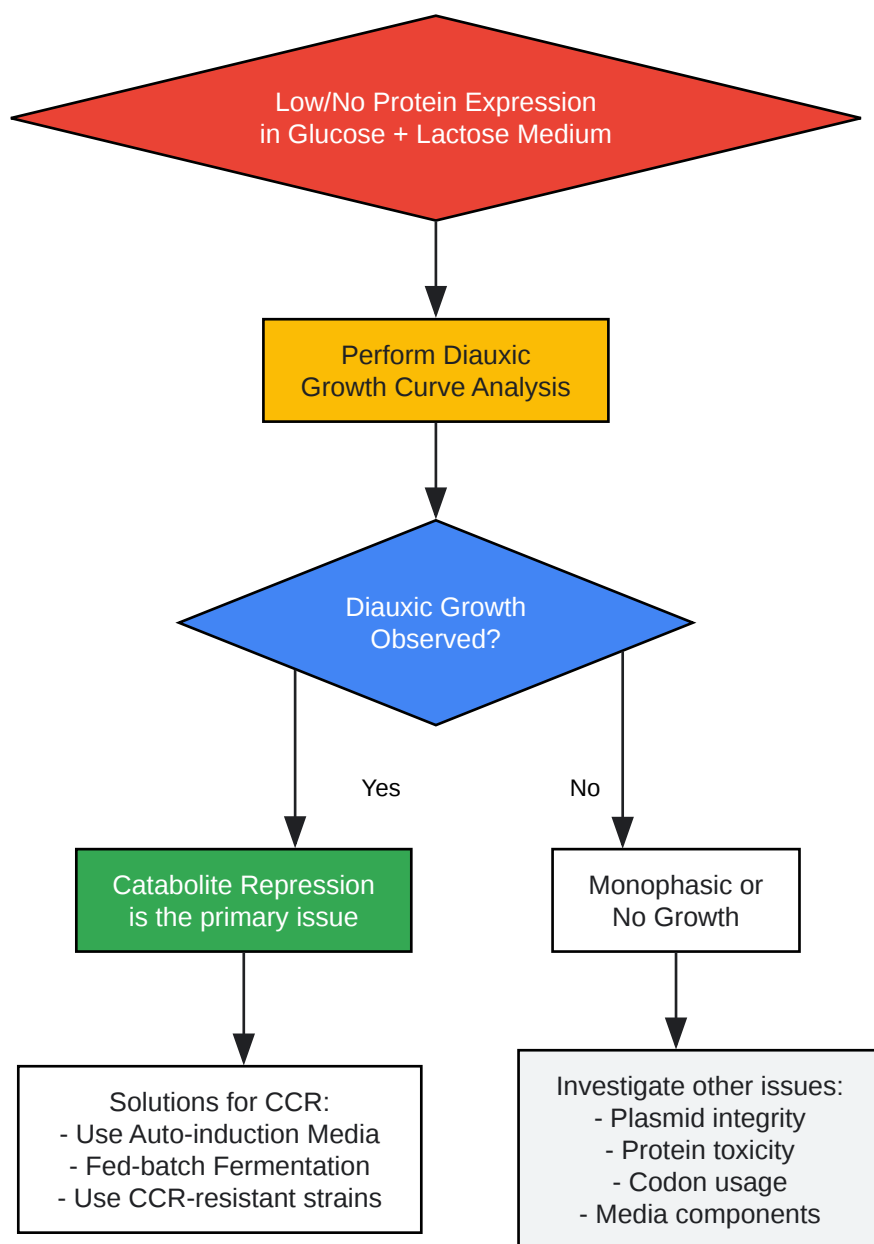 Low/No Protein Expression
in Glucose + Lactose Medium
Perform Diauxic
Growth Curve Analysis
Diauxic Growth
Observed?
Yes
No
Catabolite Repression
is the primary issue
Monophasic or
No Growth
Solutions for CCR:
- Use Auto-induction Media
- Fed-batch Fermentation
- Use CCR-resistant strains
Investigate other issues:
- Plasmid integrity
- Protein toxicity
- Codon usage
- Media components